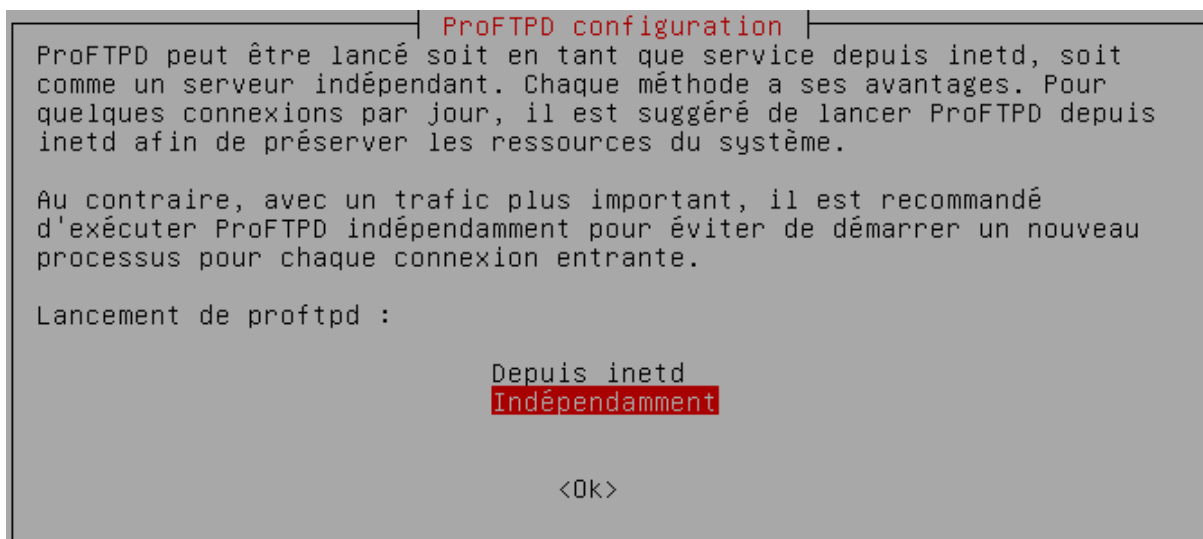 ProFTPD configuration
ProFTPD peut être lancé soit en tant que service depuis inetd, soit
comme un serveur indépendant. Chaque méthode a ses avantages. Pour
quelques connexions par jour, il est suggéré de lancer ProFTPD depuis
inetd afin de préserver les ressources du système.
Au contraire, avec un trafic plus important, il est recommandé
d'exécuter ProFTPD indépendamment pour éviter de démarrer un nouveau
processus pour chaque connexion entrante.
Lancement de proftpd :
Depuis inetd
Indépendamment
<Ok>